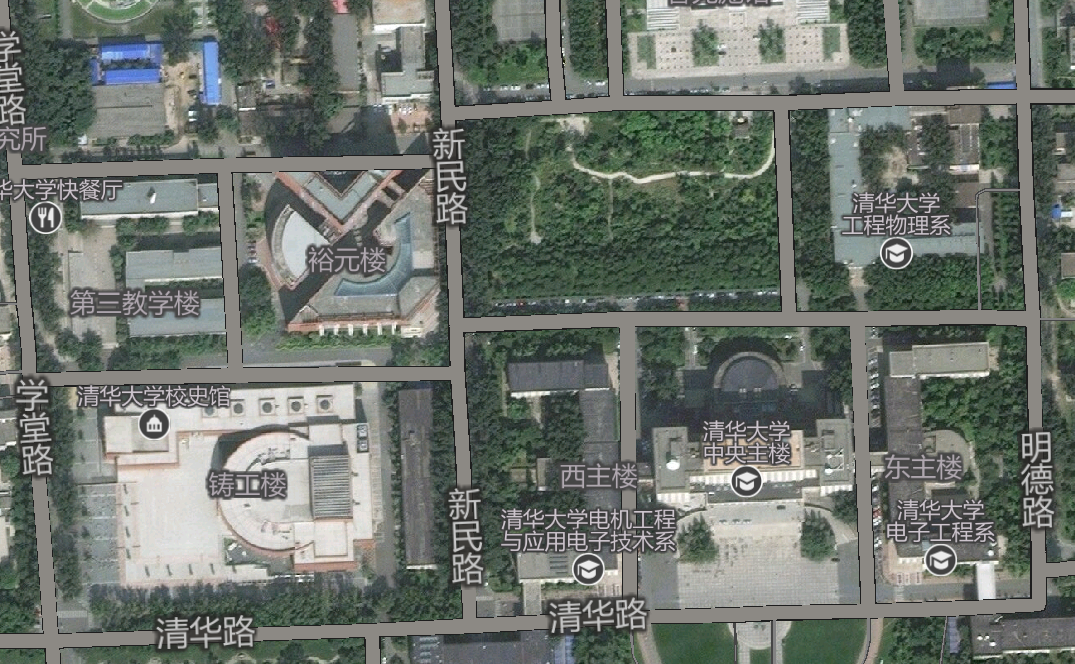 学堂路
究所
新民路
华大学快餐厅
清华大学
工程物理系
裕元楼
第三教学楼
清华大学校史馆
学堂路
铸工楼
清华大学
中央主楼
西主楼
东主楼
明德路
新民路
清华大学电机工程
与应用电子技术系
清华大学
电子工程系
清华路
清华路